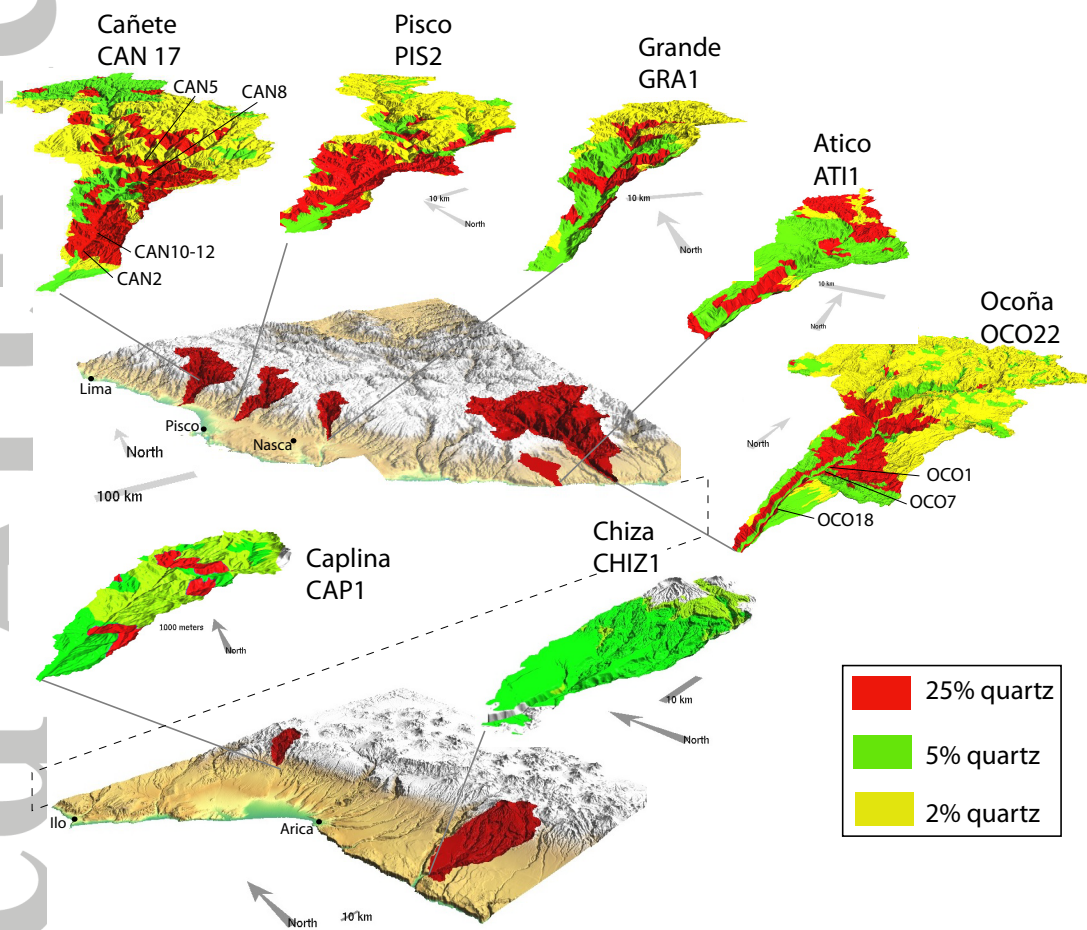 Cañete
CAN 17
CAN5
CAN8
CAN10-12
CAN2
Pisco
PIS2
10 km
North
Grande
GRA1
10 km
North
Atico
ATI1
10 km
North
Ocoña
OCO22
North
OCO1
OCO7
OCO18
Lima
Pisco
Nasca
North
100 km
Caplina
CAP1
1000 meters
North
Chiza
CHIZ1
10 km
North
25% quartz
5% quartz
2% quartz
Ilo
Arica
North
10 km